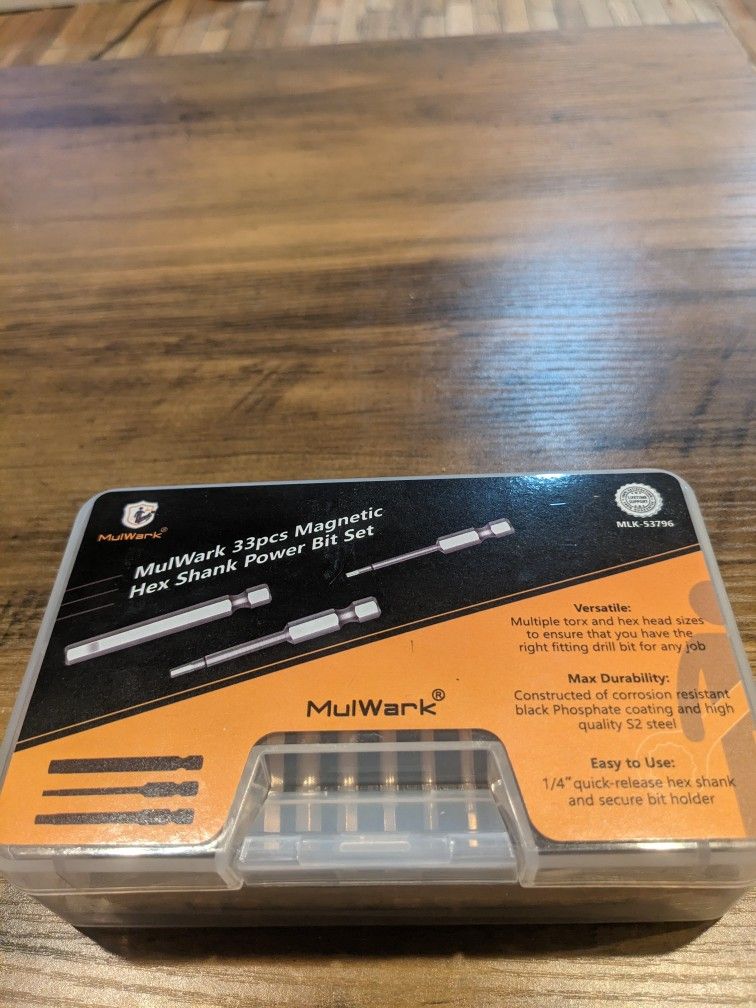 MulWark®
MulWark 33pcs Magnetic
Hex Shank Power Bit Set
LIFETIME
SUPPORT
MLK-53796
Versatile:
Multiple torx and hex head sizes
to ensure that you have the
right fitting drill bit for any job
Max Durability:
Constructed of corrosion resistant
black Phosphate coating and high
quality S2 steel
MulWark®
Easy to Use:
1/4" quick-release hex shank
and secure bit holder